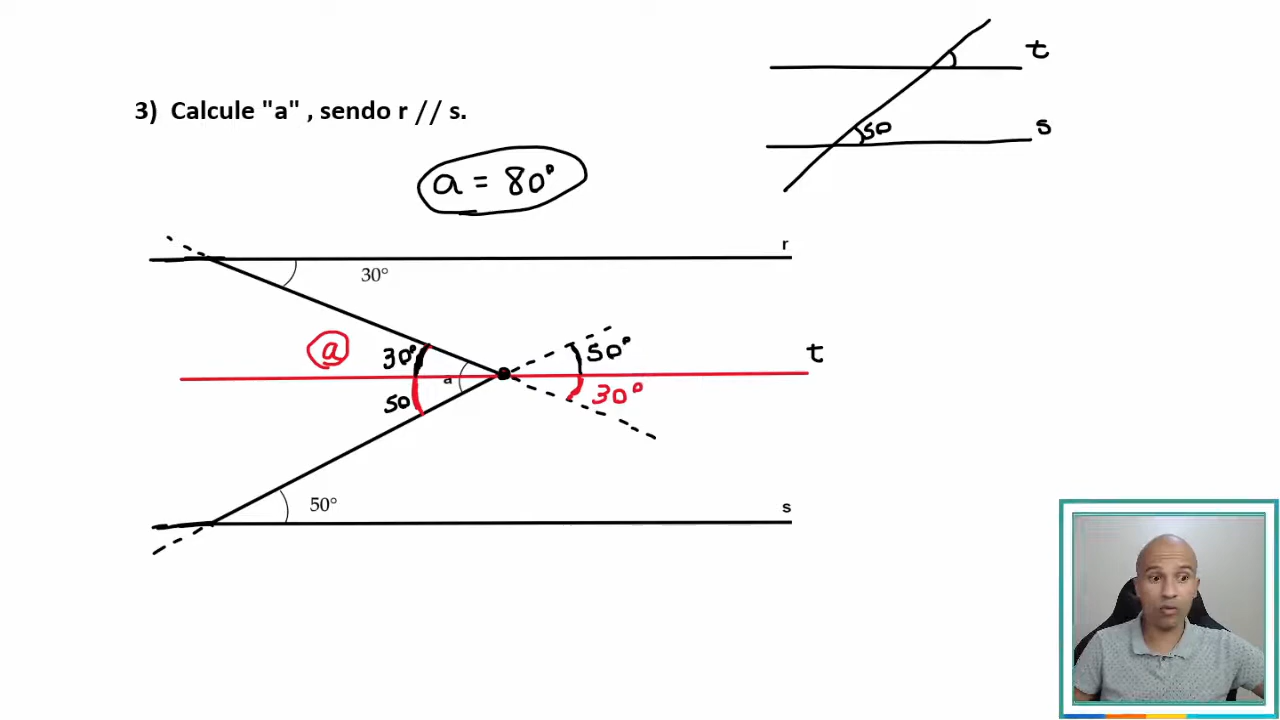 t
3) Calcule "a" , sendo r // s.
50
s
a = 80°
r
30°
a
30°
50°
t
a
30°
50
50°
s